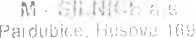 M - SILNICE a.s.
Pardubice, Husova 169